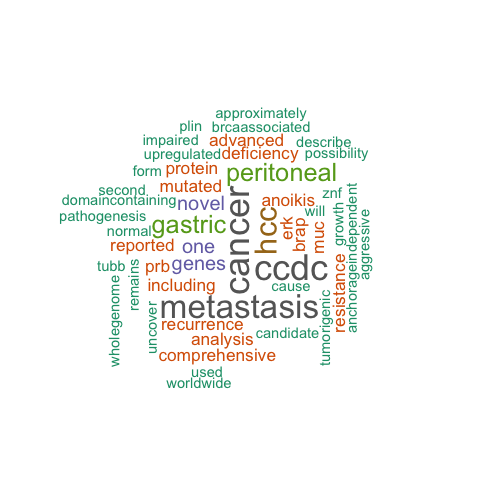 approximately
plin brcaassociated
impaired advanced describe
upregulated deficiency possibility
form protein peritoneal
second mutated
domaincontaining novel cancer anoikis znf
pathogenesis gastric hcc erk brap will muc growth anchorageindependent aggressive
normal
reported one
tubb prb genes ccdc
wholegenome remains including cause resistance
metastasis
uncover recurrence candidate tumorigenic
analysis
comprehensive
used
worldwide